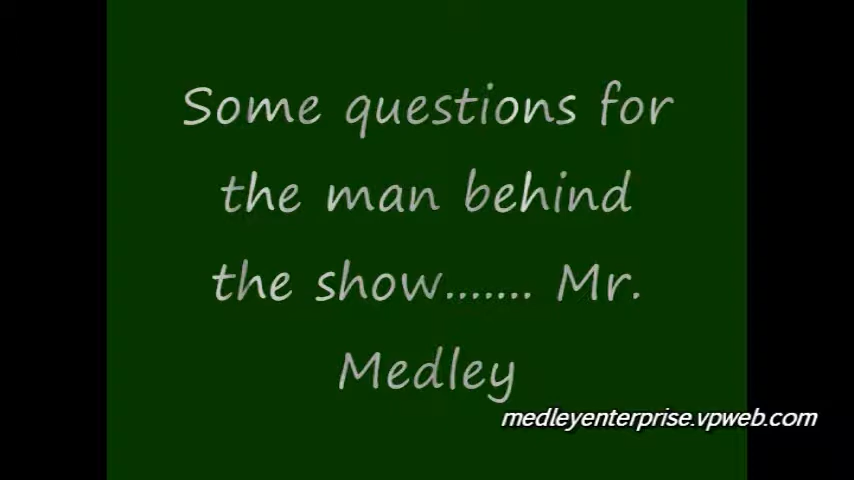 Some questions for
the man behind
the show....... Mr.
Medley
medleyenterprise.vpweb.com